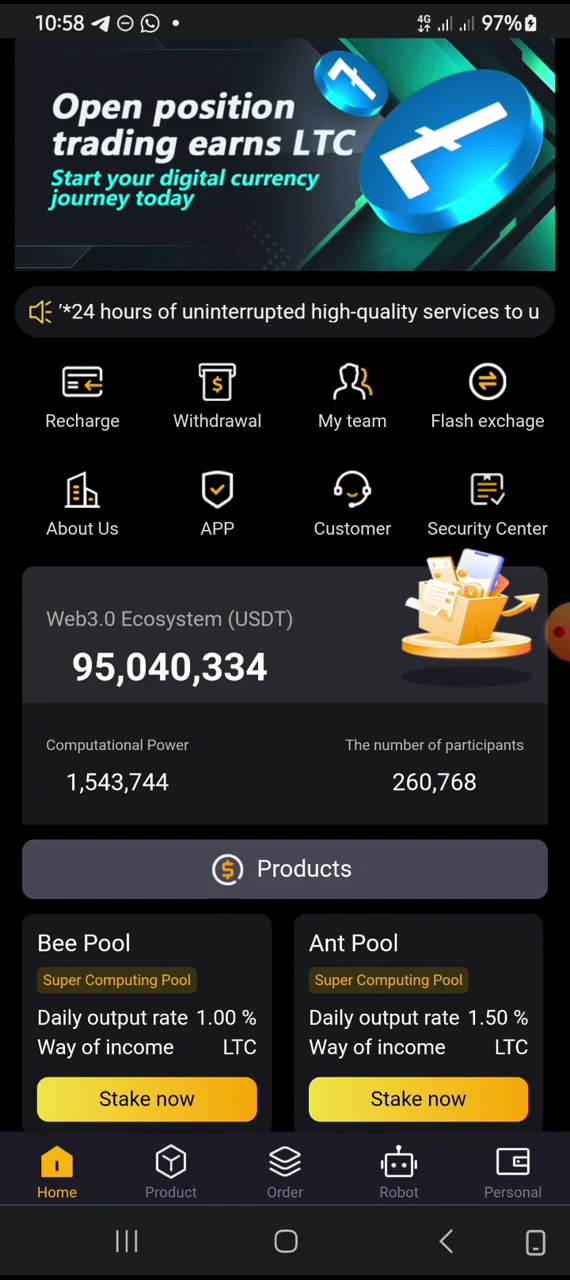 10:58
4G
97%
Open position
trading earns LTC
Start your digital currency
journey today
*24 hours of uninterrupted high-quality services to u
Recharge Withdrawal My team Flash exchage
About Us APP Customer Security Center
Web3.0 Ecosystem (USDT)
95,040,334
Computational Power The number of participants
1,543,744 260,768
Products
Bee Pool
Super Computing Pool
Daily output rate 1.00 %
Way of income LTC
Stake now
Ant Pool
Super Computing Pool
Daily output rate 1.50 %
Way of income LTC
Stake now
Home Product Order Robot Personal